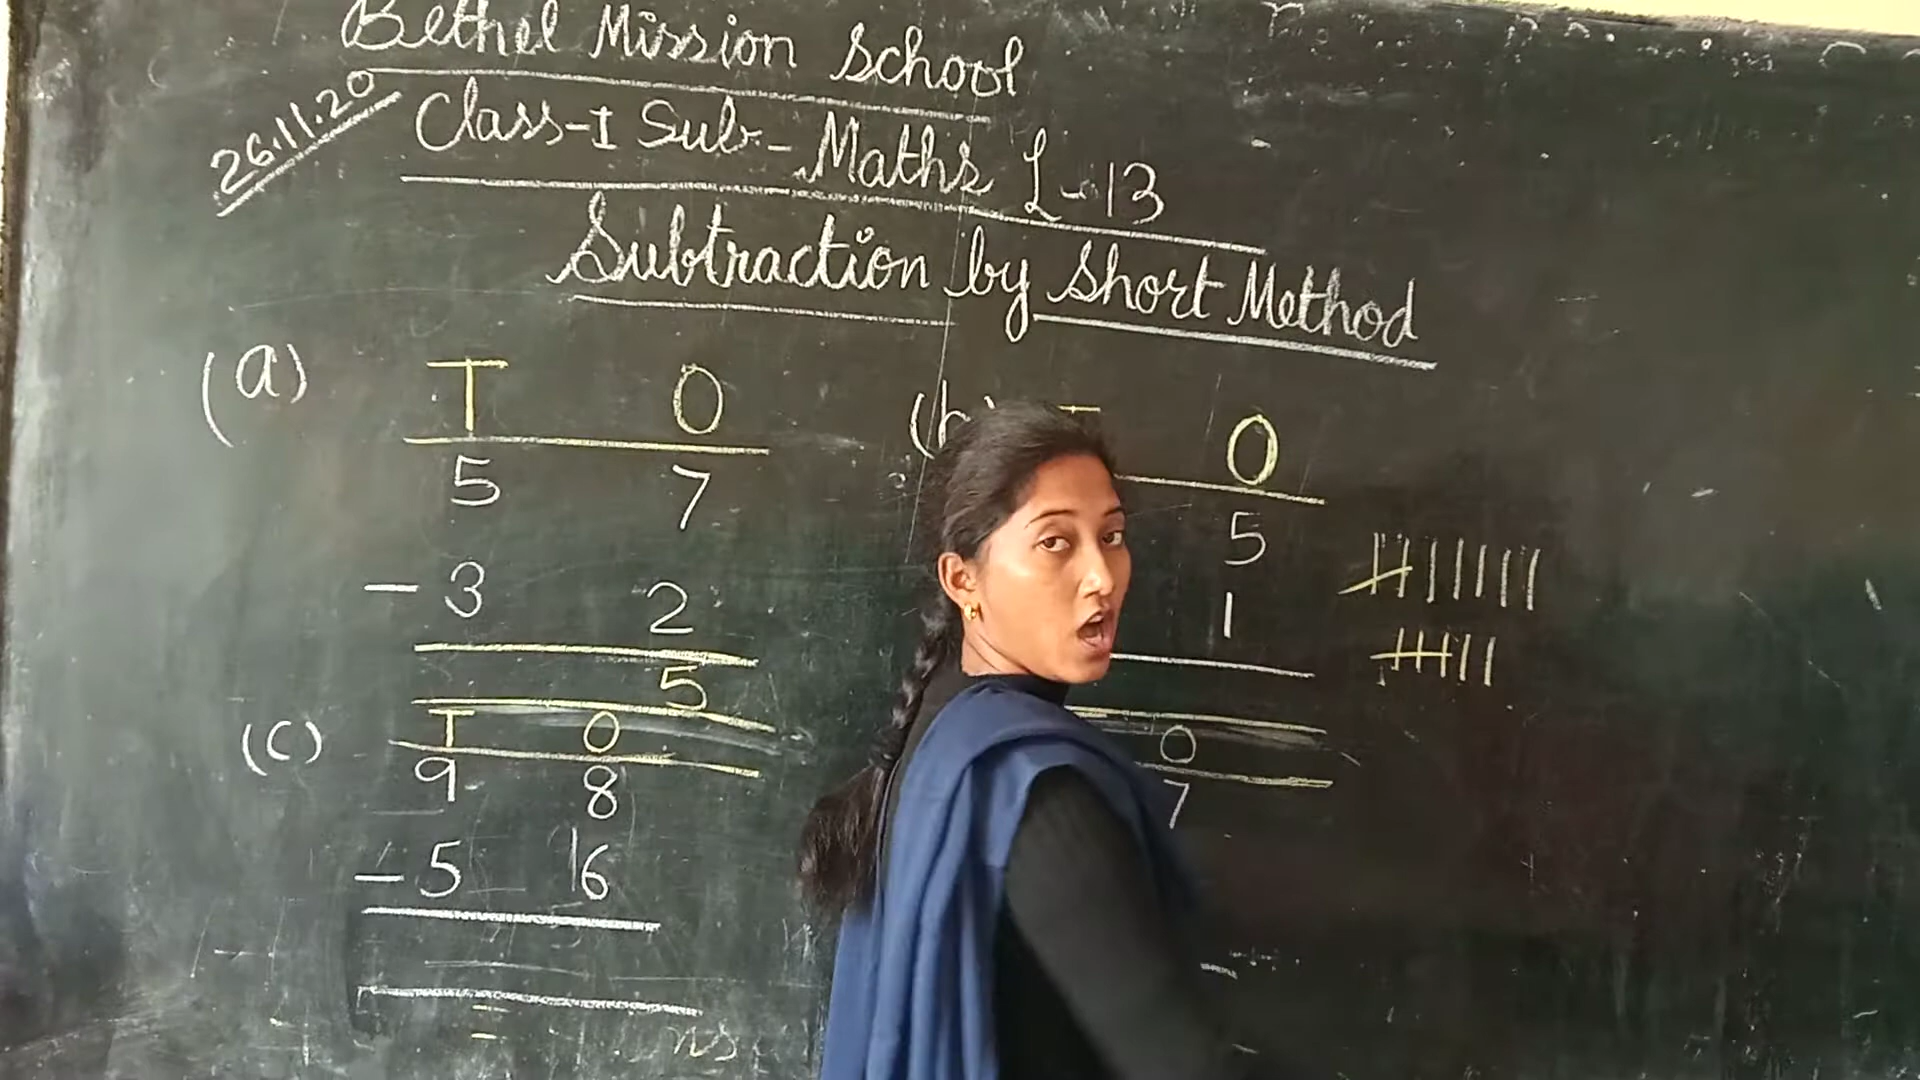 Bethel Mission School
26.11.20
Class-I Sub.- Maths L-13
Subtraction by Short Method
(a) T O
5 7
- 3 2
5
(b) T O
5
1
(c) T O
9 8
- 5 16
O
7